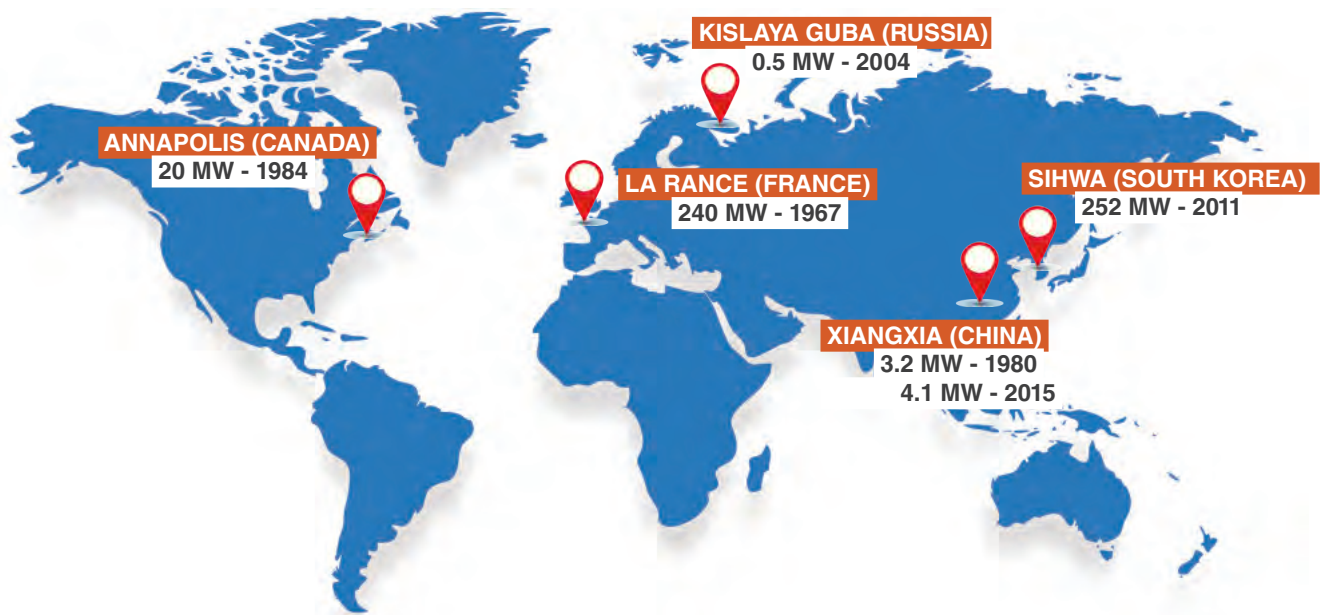 KISLAYA GUBA (RUSSIA)
0.5 MW - 2004
ANNAPOLIS (CANADA)
20 MW - 1984
LA RANCE (FRANCE)
240 MW - 1967
SIHWA (SOUTH KOREA)
252 MW - 2011
XIANGXIA (CHINA)
3.2 MW - 1980
4.1 MW - 2015